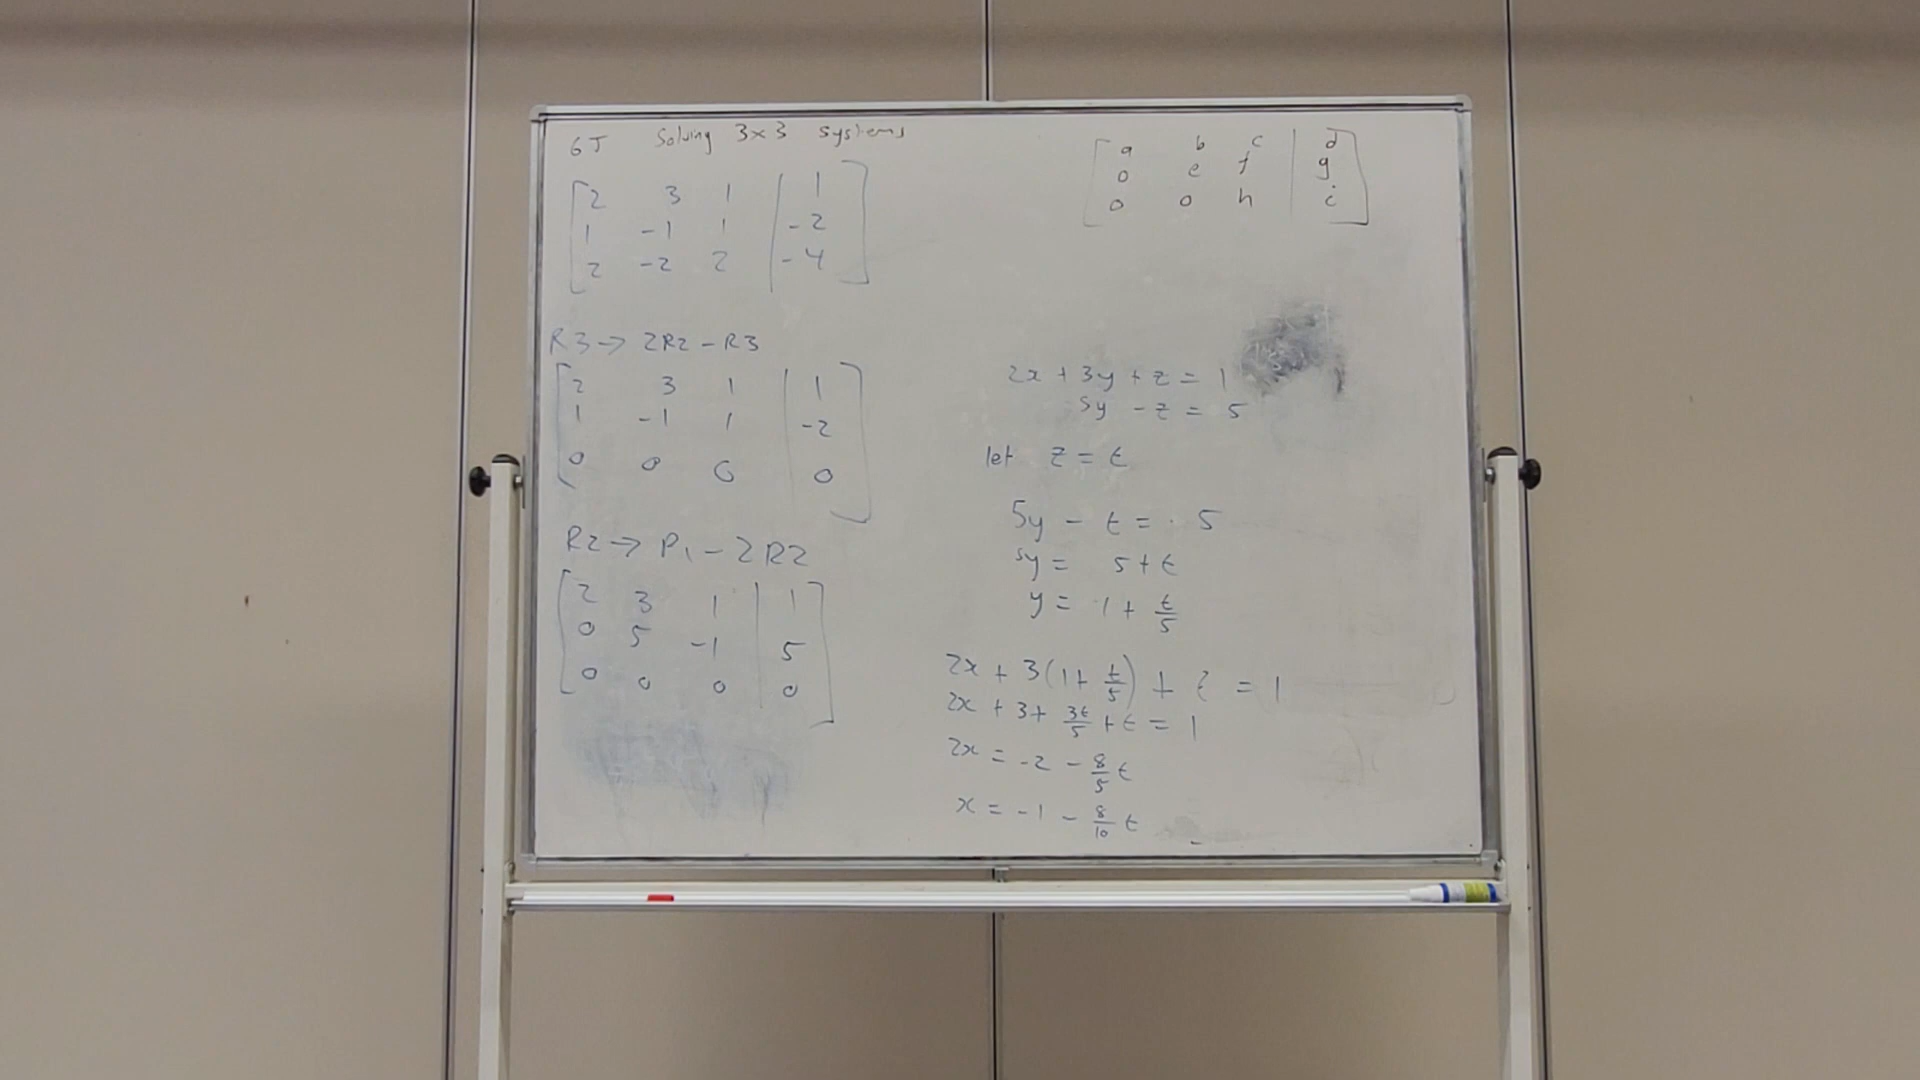 6J Solving 3x3 systems
[2 3 1 | 1]
[1 -1 1 | -2]
[2 -2 2 | -4]
R3 → 2R2 - R3
[2 3 1 | 1]
[1 -1 1 | -2]
[0 0 0 | 0]
R2 → R1 - 2R2
[2 3 1 | 1]
[0 5 -1 | 5]
[0 0 0 | 0]
[a b c | d]
[0 e f | g]
[0 0 h | i]
2x + 3y + z = 1
5y - z = 5
let z = t
5y - t = 5
5y = 5 + t
y = 1 + t/5
2x + 3(1 + t/5) + t = 1
2x + 3 + 3t/5 + t = 1
2x = -2 - 8/5 t
x = -1 - 8/10 t